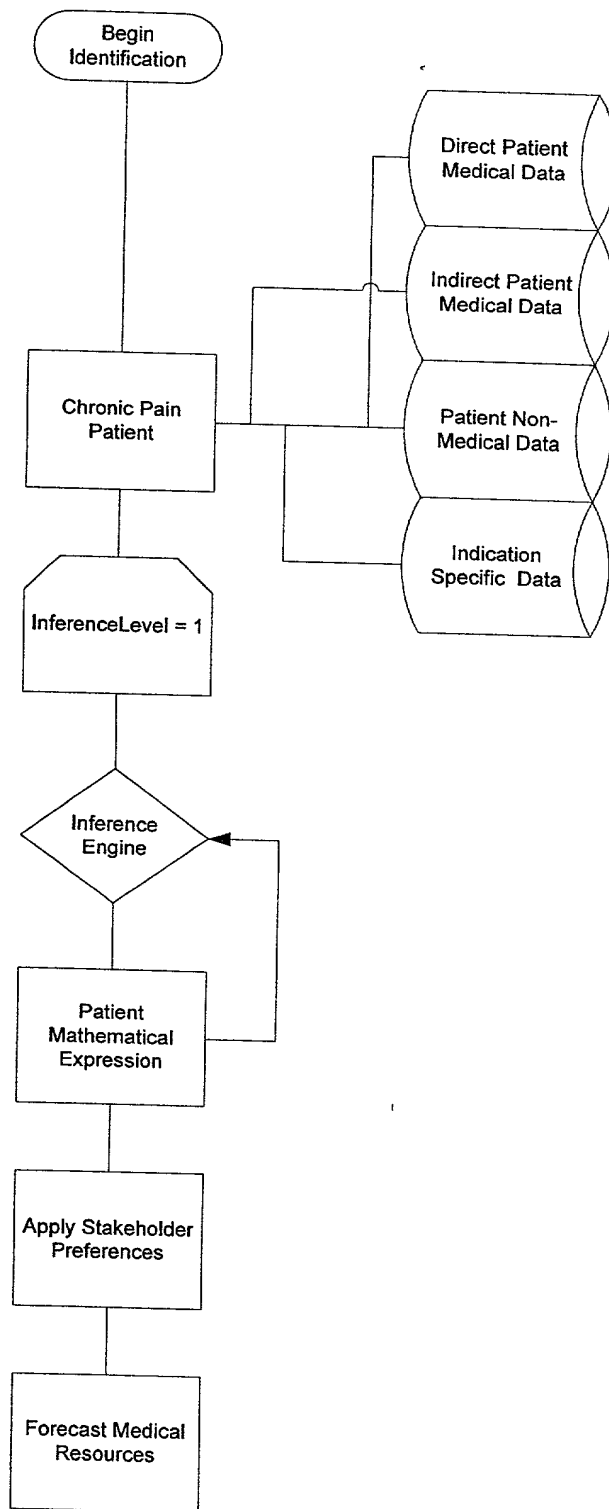 Begin
Identification
Direct Patient
Medical Data
Indirect Patient
Medical Data
Chronic Pain
Patient
Patient Non-
Medical Data
Indication
Specific Data
InferenceLevel = 1
Inference
Engine
Patient
Mathematical
Expression
Apply Stakeholder
Preferences
Forecast Medical
Resources